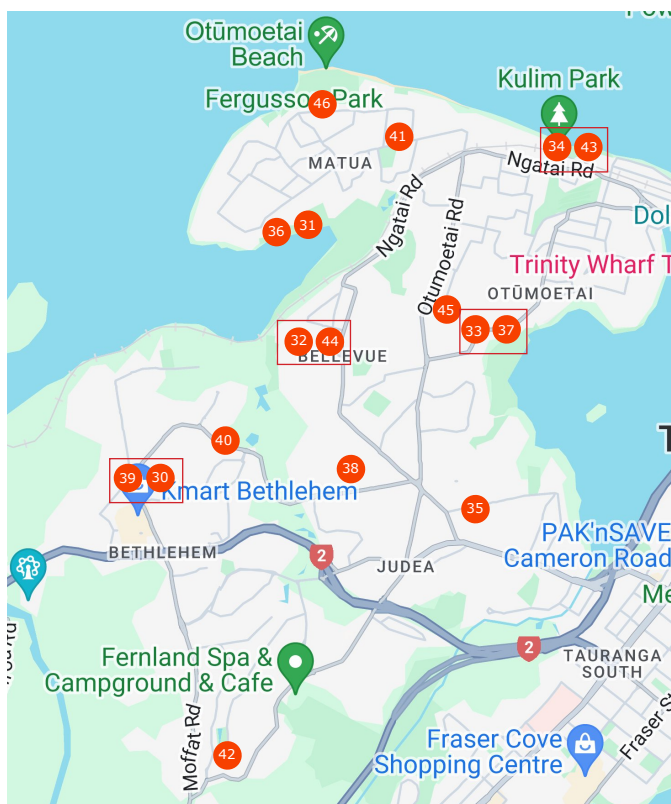 Otūmoetai
Beach
Kulim Park
Fergusson Park
46
41
34
43
MATUA
Ngatai Rd
36
31
Ngatai Rd
Otumoetai Rd
Dol
Trinity Wharf T
OTŪMOETAI
45
33
37
32
44
BELLEVUE
T
40
38
39
30
Kmart Bethlehem
35
PAK'nSAVE
Cameron Road
BETHLEHEM
2
JUDEA
Me
2
Fernland Spa &
Campground & Cafe
TAURANGA
SOUTH
Moffat Rd
42
Fraser Cove
Shopping Centre
Fraser S